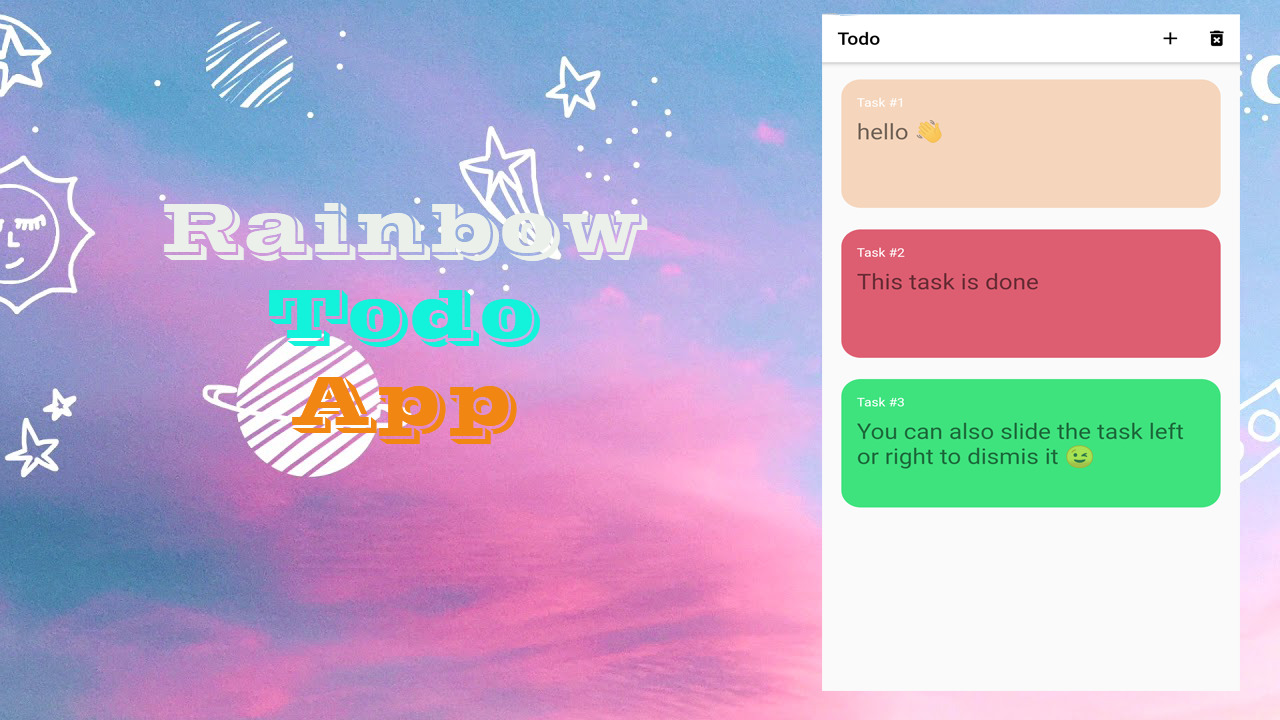 Rainbow
Todo
App
Todo
Task #1
hello 👋
Task #2
This task is done
Task #3
You can also slide the task left
or right to dismis it 😉